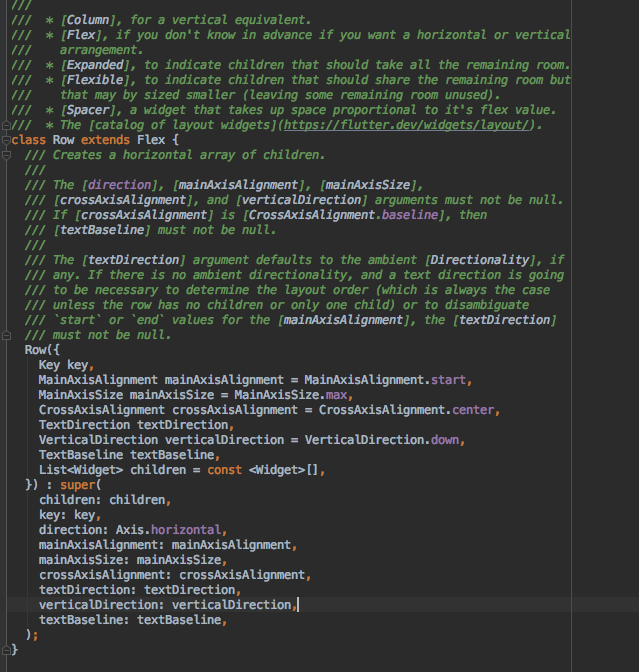 ///
///  * [Column], for a vertical equivalent.
///  * [Flex], if you don't know in advance if you want a horizontal or vertical
///    arrangement.
///  * [Expanded], to indicate children that should take all the remaining room.
///  * [Flexible], to indicate children that should share the remaining room but
///    that may by sized smaller (leaving some remaining room unused).
///  * [Spacer], a widget that takes up space proportional to it's flex value.
///  * The [catalog of layout widgets](https://flutter.dev/widgets/layout/).
class Row extends Flex {
  /// Creates a horizontal array of children.
  ///
  /// The [direction], [mainAxisAlignment], [mainAxisSize],
  /// [crossAxisAlignment], and [verticalDirection] arguments must not be null.
  /// If [crossAxisAlignment] is [CrossAxisAlignment.baseline], then
  /// [textBaseline] must not be null.
  ///
  /// The [textDirection] argument defaults to the ambient [Directionality], if
  /// any. If there is no ambient directionality, and a text direction is going
  /// to be necessary to determine the layout order (which is always the case
  /// unless the row has no children or only one child) or to disambiguate
  /// `start` or `end` values for the [mainAxisAlignment], the [textDirection]
  /// must not be null.
  Row({
    Key key,
    MainAxisAlignment mainAxisAlignment = MainAxisAlignment.start,
    MainAxisSize mainAxisSize = MainAxisSize.max,
    CrossAxisAlignment crossAxisAlignment = CrossAxisAlignment.center,
    TextDirection textDirection,
    VerticalDirection verticalDirection = VerticalDirection.down,
    TextBaseline textBaseline,
    List<Widget> children = const <Widget>[],
  }) : super(
    children: children,
    key: key,
    direction: Axis.horizontal,
    mainAxisAlignment: mainAxisAlignment,
    mainAxisSize: mainAxisSize,
    crossAxisAlignment: crossAxisAlignment,
    textDirection: textDirection,
    verticalDirection: verticalDirection,
    textBaseline: textBaseline,
  );
}